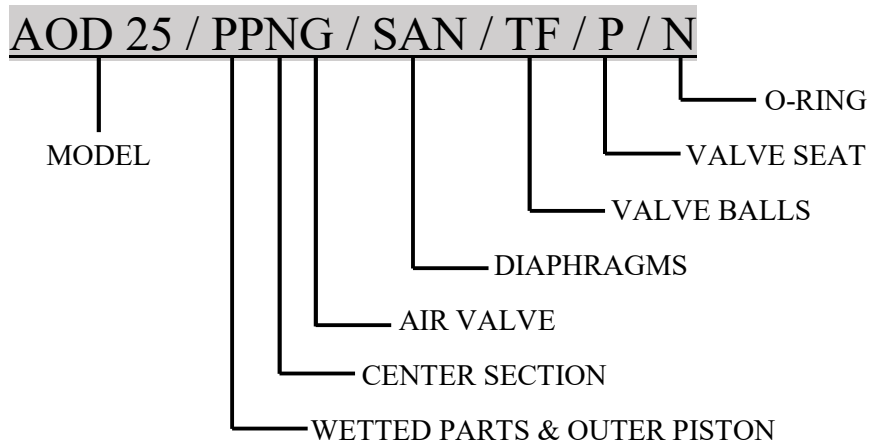 AOD 25 / PPNG / SAN / TF / P / N
O-RING
MODEL
VALVE SEAT
VALVE BALLS
DIAPHRAGMS
AIR VALVE
CENTER SECTION
WETTED PARTS & OUTER PISTON